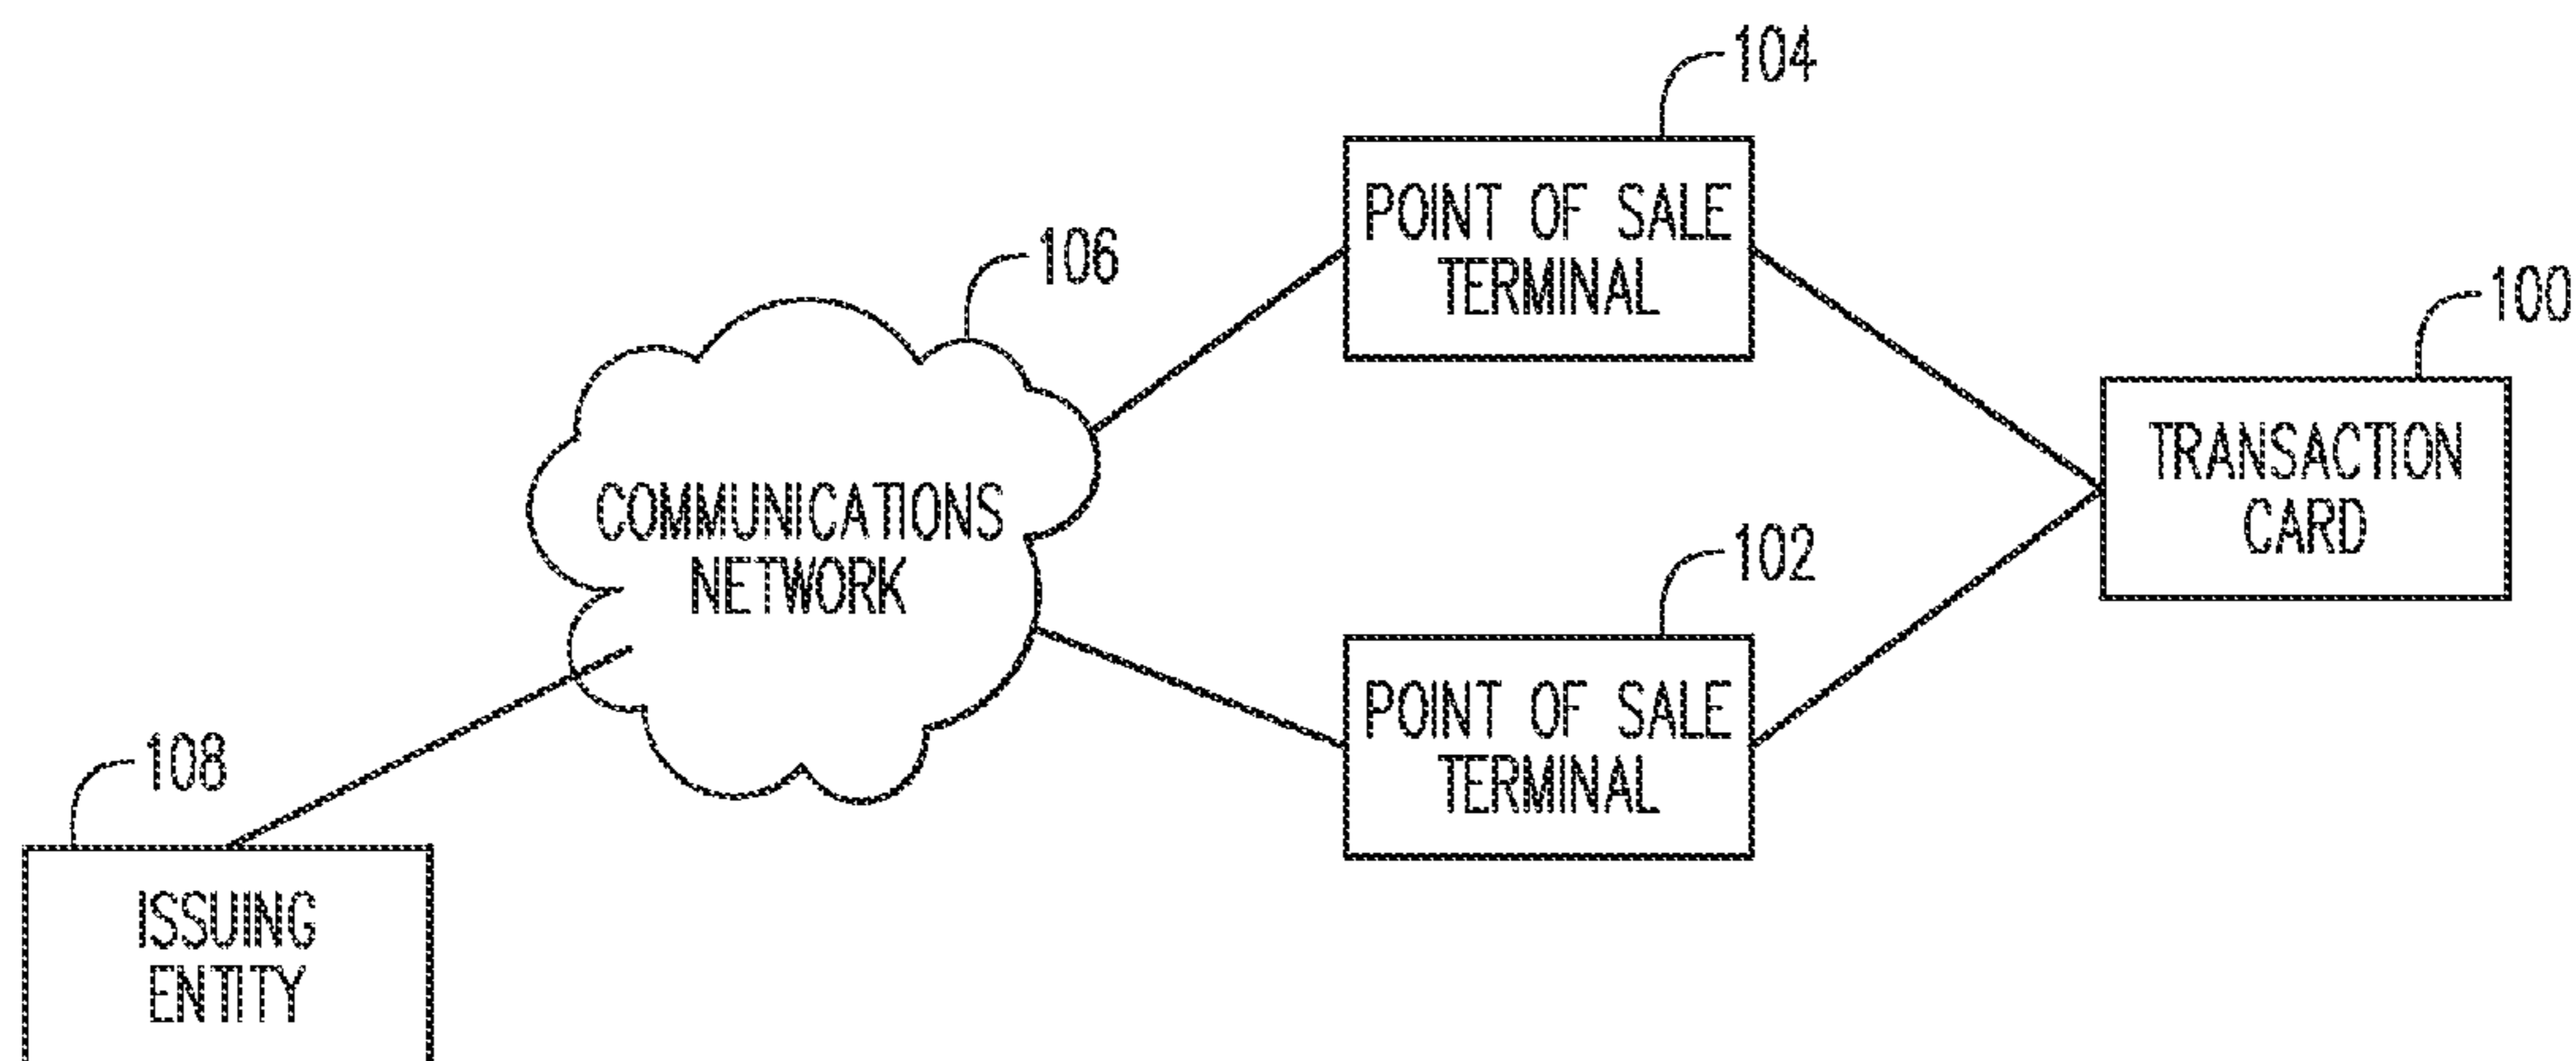 104
POINT OF SALE
TERMINAL
106
100
TRANSACTION
CARD
COMMUNICATIONS
NETWORK
102
POINT OF SALE
TERMINAL
108
ISSUING
ENTITY